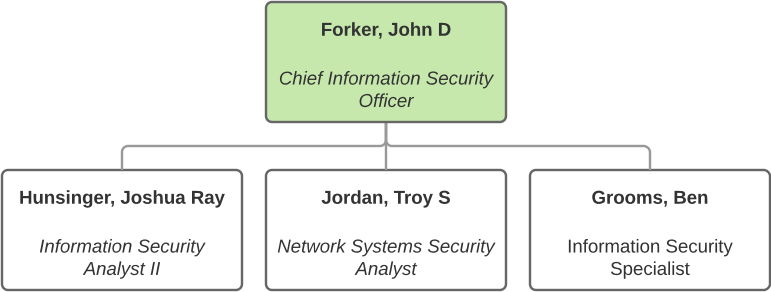 Forker, John D
Chief Information Security
Officer
Hunsinger, Joshua Ray
Information Security
Analyst II
Jordan, Troy S
Network Systems Security
Analyst
Grooms, Ben
Information Security
Specialist